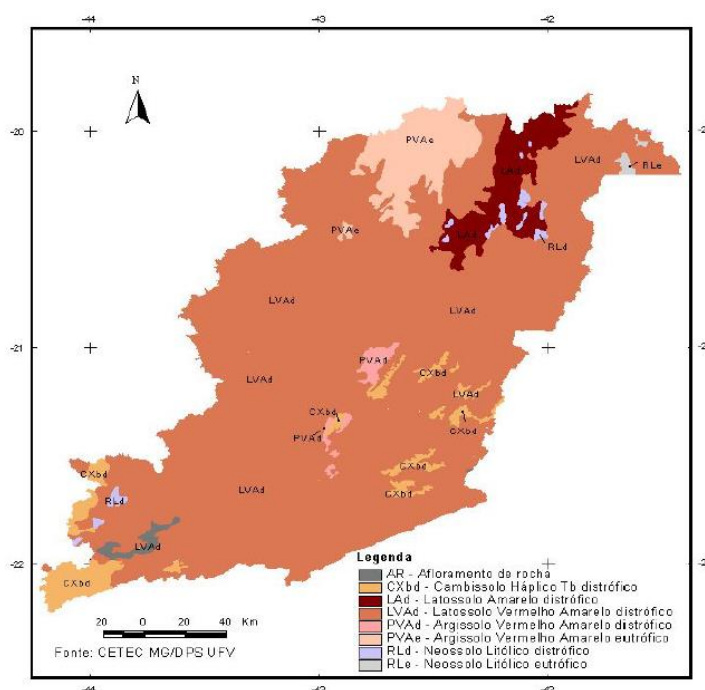 -44
-43
-42
N
-20
PVAe
LVAd
RLe
LAd
PVAe
LAd
RLd
LVAd
LVAd
-21
PVAd
CXbd
LVAd
LVAd
CXbd
CXbd
PVAd
CXbd
CXbd
RLd
LVAd
CXbd
LVAd
-22
CXbd
Legenda
AR - Afloramento de rocha
CXbd - Cambissolo Háplico Tb distrófico
LAd - Latossolo Amarelo distrófico
LVAd - Latossolo Vermelho Amarelo distrófico
PVAd - Argissolo Vermelho Amarelo distrófico
PVAe - Argissolo Vermelho Amarelo eutrófico
RLd - Neossolo Litólico distrófico
RLe - Neossolo Litólico eutrófico
20 0 20 40 Km
Fonte: CETEC MG/DPS UFV
-44
-43
-42